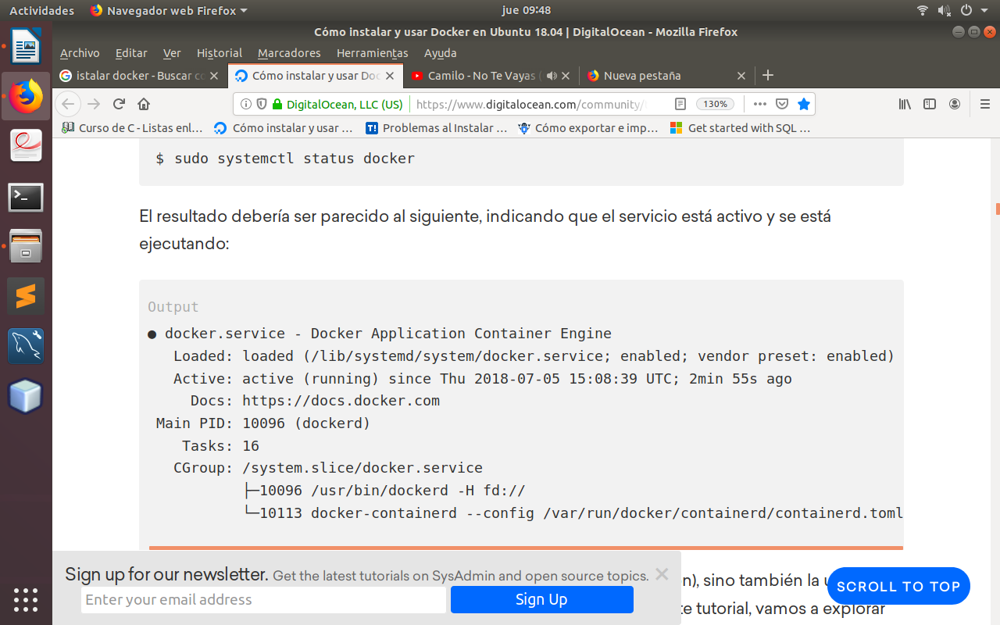 Actividades Navegador web Firefox jue 09:48
Cómo instalar y usar Docker en Ubuntu 18.04 | DigitalOcean - Mozilla Firefox
Archivo Editar Ver Historial Marcadores Herramientas Ayuda
istalar docker - Buscar co Cómo instalar y usar Doc Camilo - No Te Vayas ( Nueva pestaña
DigitalOcean, LLC (US) https://www.digitalocean.com/community/ 130%
Curso de C - Listas enl... Cómo instalar y usar ... Problemas al Instalar ... Cómo exportar e imp... Get started with SQL ...
$ sudo systemctl status docker
El resultado debería ser parecido al siguiente, indicando que el servicio está activo y se está
ejecutando:
Output
● docker.service - Docker Application Container Engine
Loaded: loaded (/lib/systemd/system/docker.service; enabled; vendor preset: enabled)
Active: active (running) since Thu 2018-07-05 15:08:39 UTC; 2min 55s ago
Docs: https://docs.docker.com
Main PID: 10096 (dockerd)
Tasks: 16
CGroup: /system.slice/docker.service
├─10096 /usr/bin/dockerd -H fd://
└─10113 docker-containerd --config /var/run/docker/containerd/containerd.toml
Sign up for our newsletter. Get the latest tutorials on SysAdmin and open source topics.
n), sino también la
Enter your email address Sign Up
SCROLL TO TOP
te tutorial, vamos a explorar